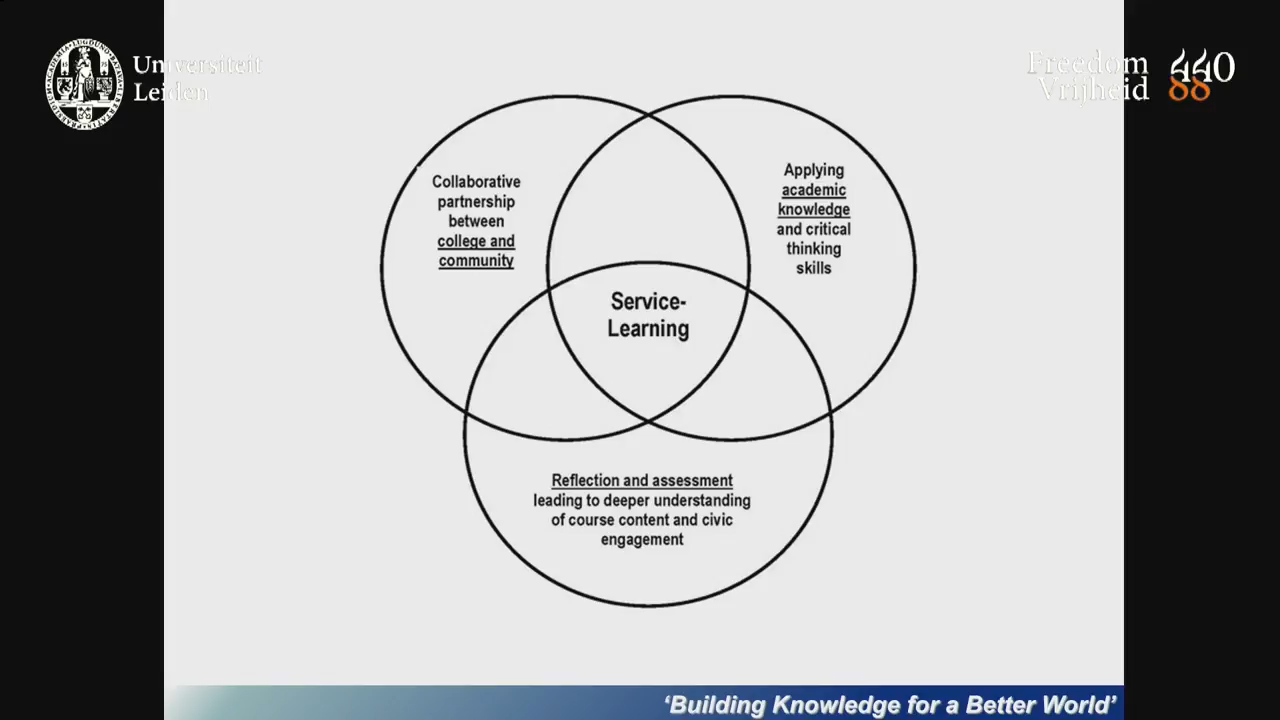 Universiteit
Leiden
Freedom
Vrijheid
440
Collaborative
partnership
between
college and
community
Applying
academic
knowledge
and critical
thinking
skills
Service-
Learning
Reflection and assessment
leading to deeper understanding
of course content and civic
engagement
'Building Knowledge for a Better World'